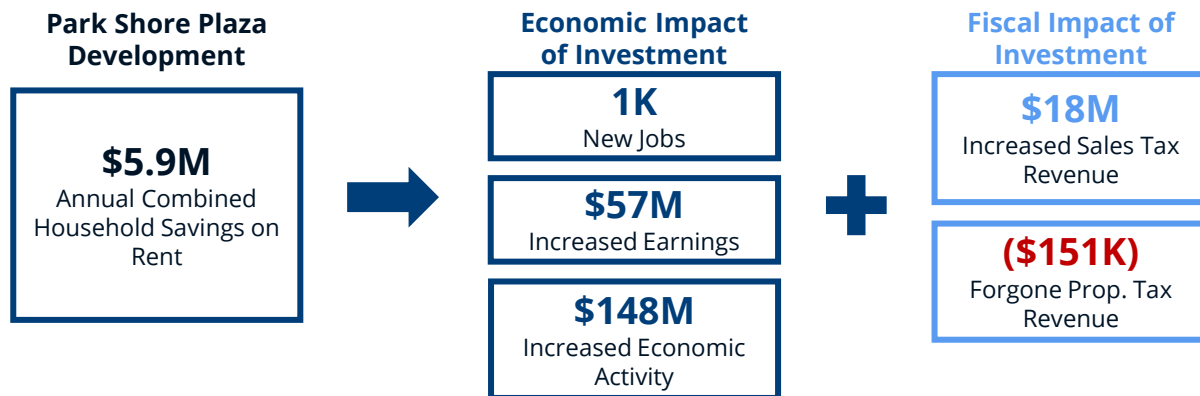 Park Shore Plaza
Development
$5.9M
Annual Combined
Household Savings on
Rent
Economic Impact
of Investment
1K
New Jobs
$57M
Increased Earnings
$148M
Increased Economic
Activity
Fiscal Impact of
Investment
$18M
Increased Sales Tax
Revenue
($151K)
Forgone Prop. Tax
Revenue